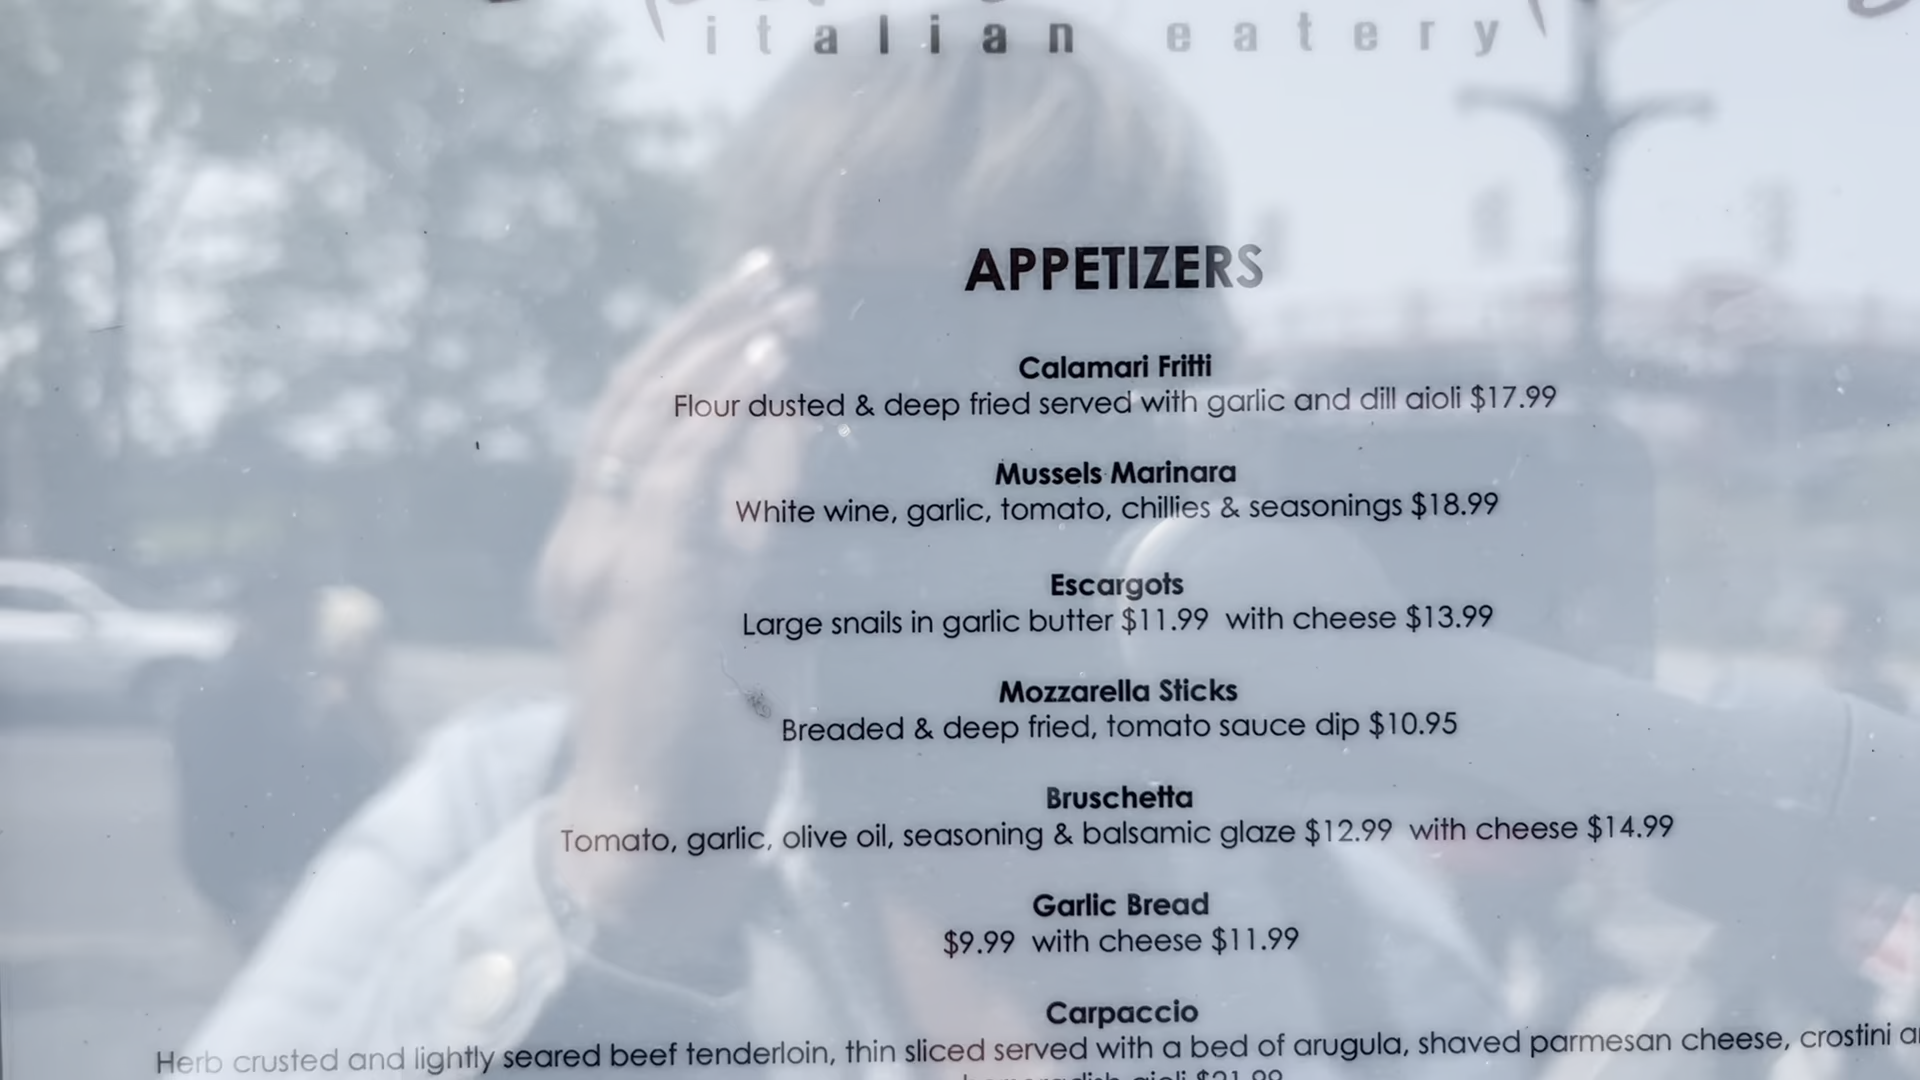 italian eatery
APPETIZERS
Calamari Fritti
Flour dusted & deep fried served with garlic and dill aioli $17.99
Mussels Marinara
White wine, garlic, tomato, chillies & seasonings $18.99
Escargots
Large snails in garlic butter $11.99 with cheese $13.99
Mozzarella Sticks
Breaded & deep fried, tomato sauce dip $10.95
Bruschetta
Tomato, garlic, olive oil, seasoning & balsamic glaze $12.99 with cheese $14.99
Garlic Bread
$9.99 with cheese $11.99
Carpaccio
Herb crusted and lightly seared beef tenderloin, thin sliced served with a bed of arugula, shaved parmesan cheese, crostini
aioli $21.99